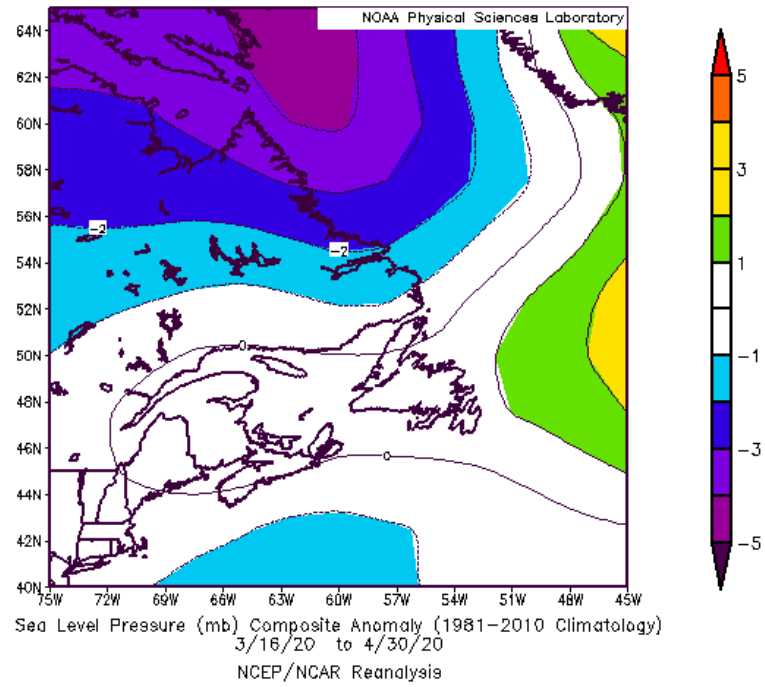 NOAA Physical Sciences Laboratory
64N
62N
60N
58N
56N
54N
52N
50N
48N
46N
44N
42N
40N
-2
-2
0
0
75W 72W 69W 66W 63W 60W 57W 54W 51W 48W 45W
5
3
1
-1
-3
-5
Sea Level Pressure (mb) Composite Anomaly (1981-2010 Climatology)
3/16/20 to 4/30/20
NCEP/NCAR Reanalysis